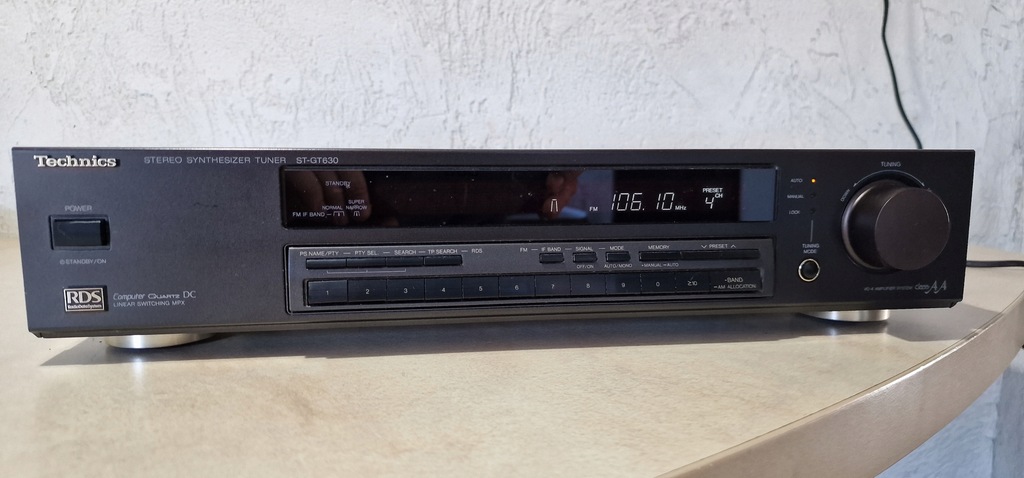 Technics
STEREO SYNTHESIZER TUNER ST-GT630
TUNING
STANDBY
NORMAL SUPER NARROW
FM IF BAND
FM 106.10 MHz
PRESET CH
4
AUTO
MANUAL
LOCK
DOWN
POWER
STANDBY/ON
PS NAME/PTY PTY SEL SEARCH TP SEARCH RDS
FM IF BAND SIGNAL MODE MEMORY PRESET
OFF/ON AUTO/MONO MANUAL AUTO
TUNING MODE
1 2 3 4 5 6 7 8 9 0 ≥10 BAND
AM ALLOCATION
RDS
RadioDataSystem
Computer QUARTZ DC
LINEAR SWITCHING MPX
class AA